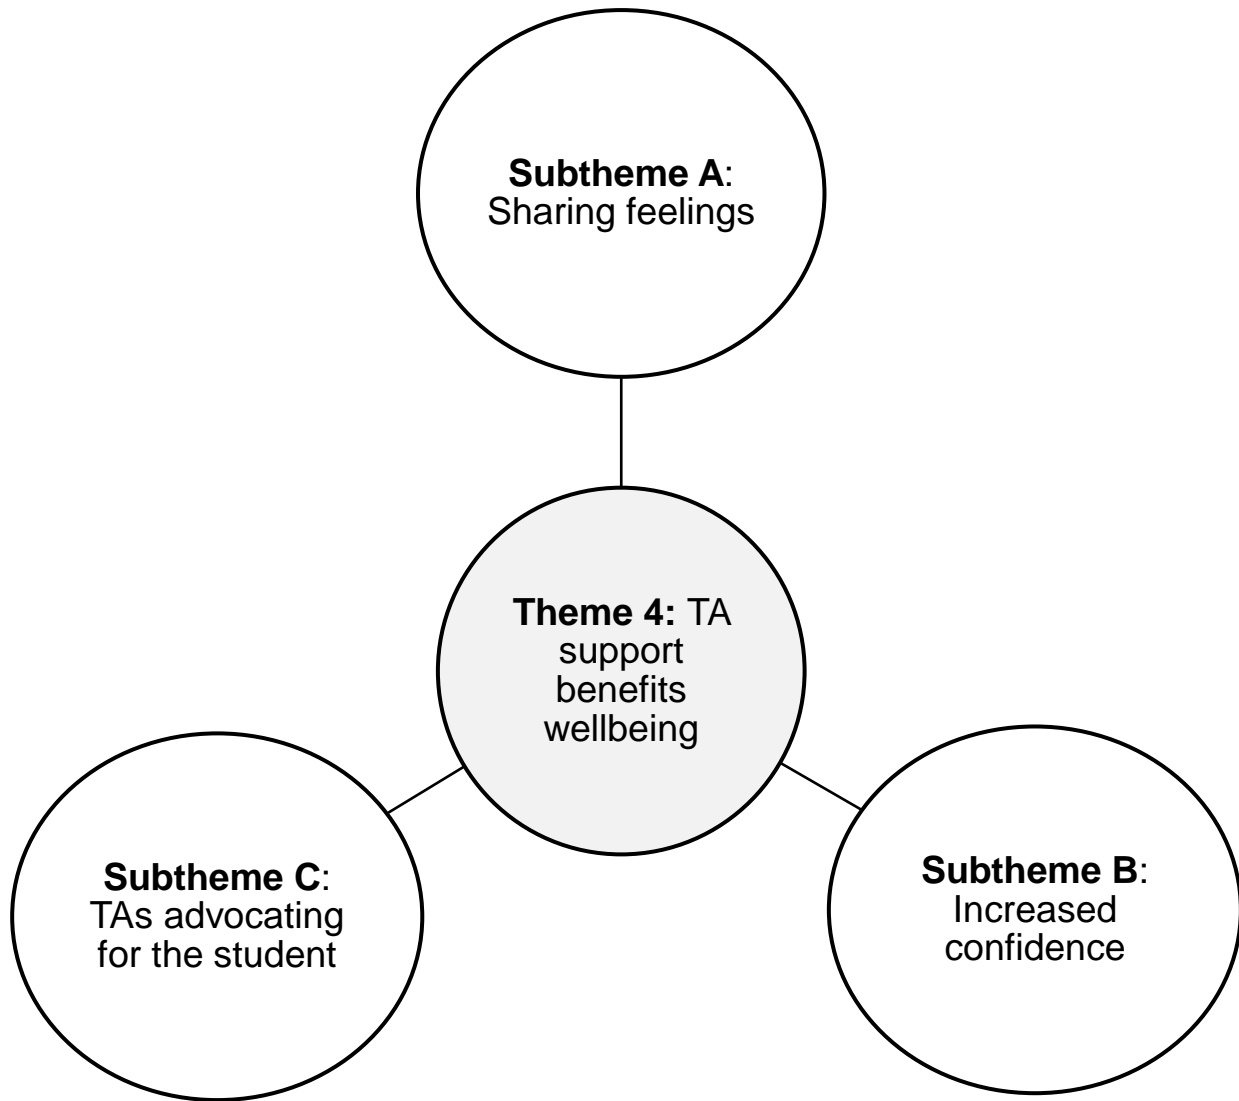 Subtheme A:
Sharing feelings
Theme 4: TA
support
benefits
wellbeing
Subtheme C:
TAs advocating
for the student
Subtheme B:
Increased
confidence